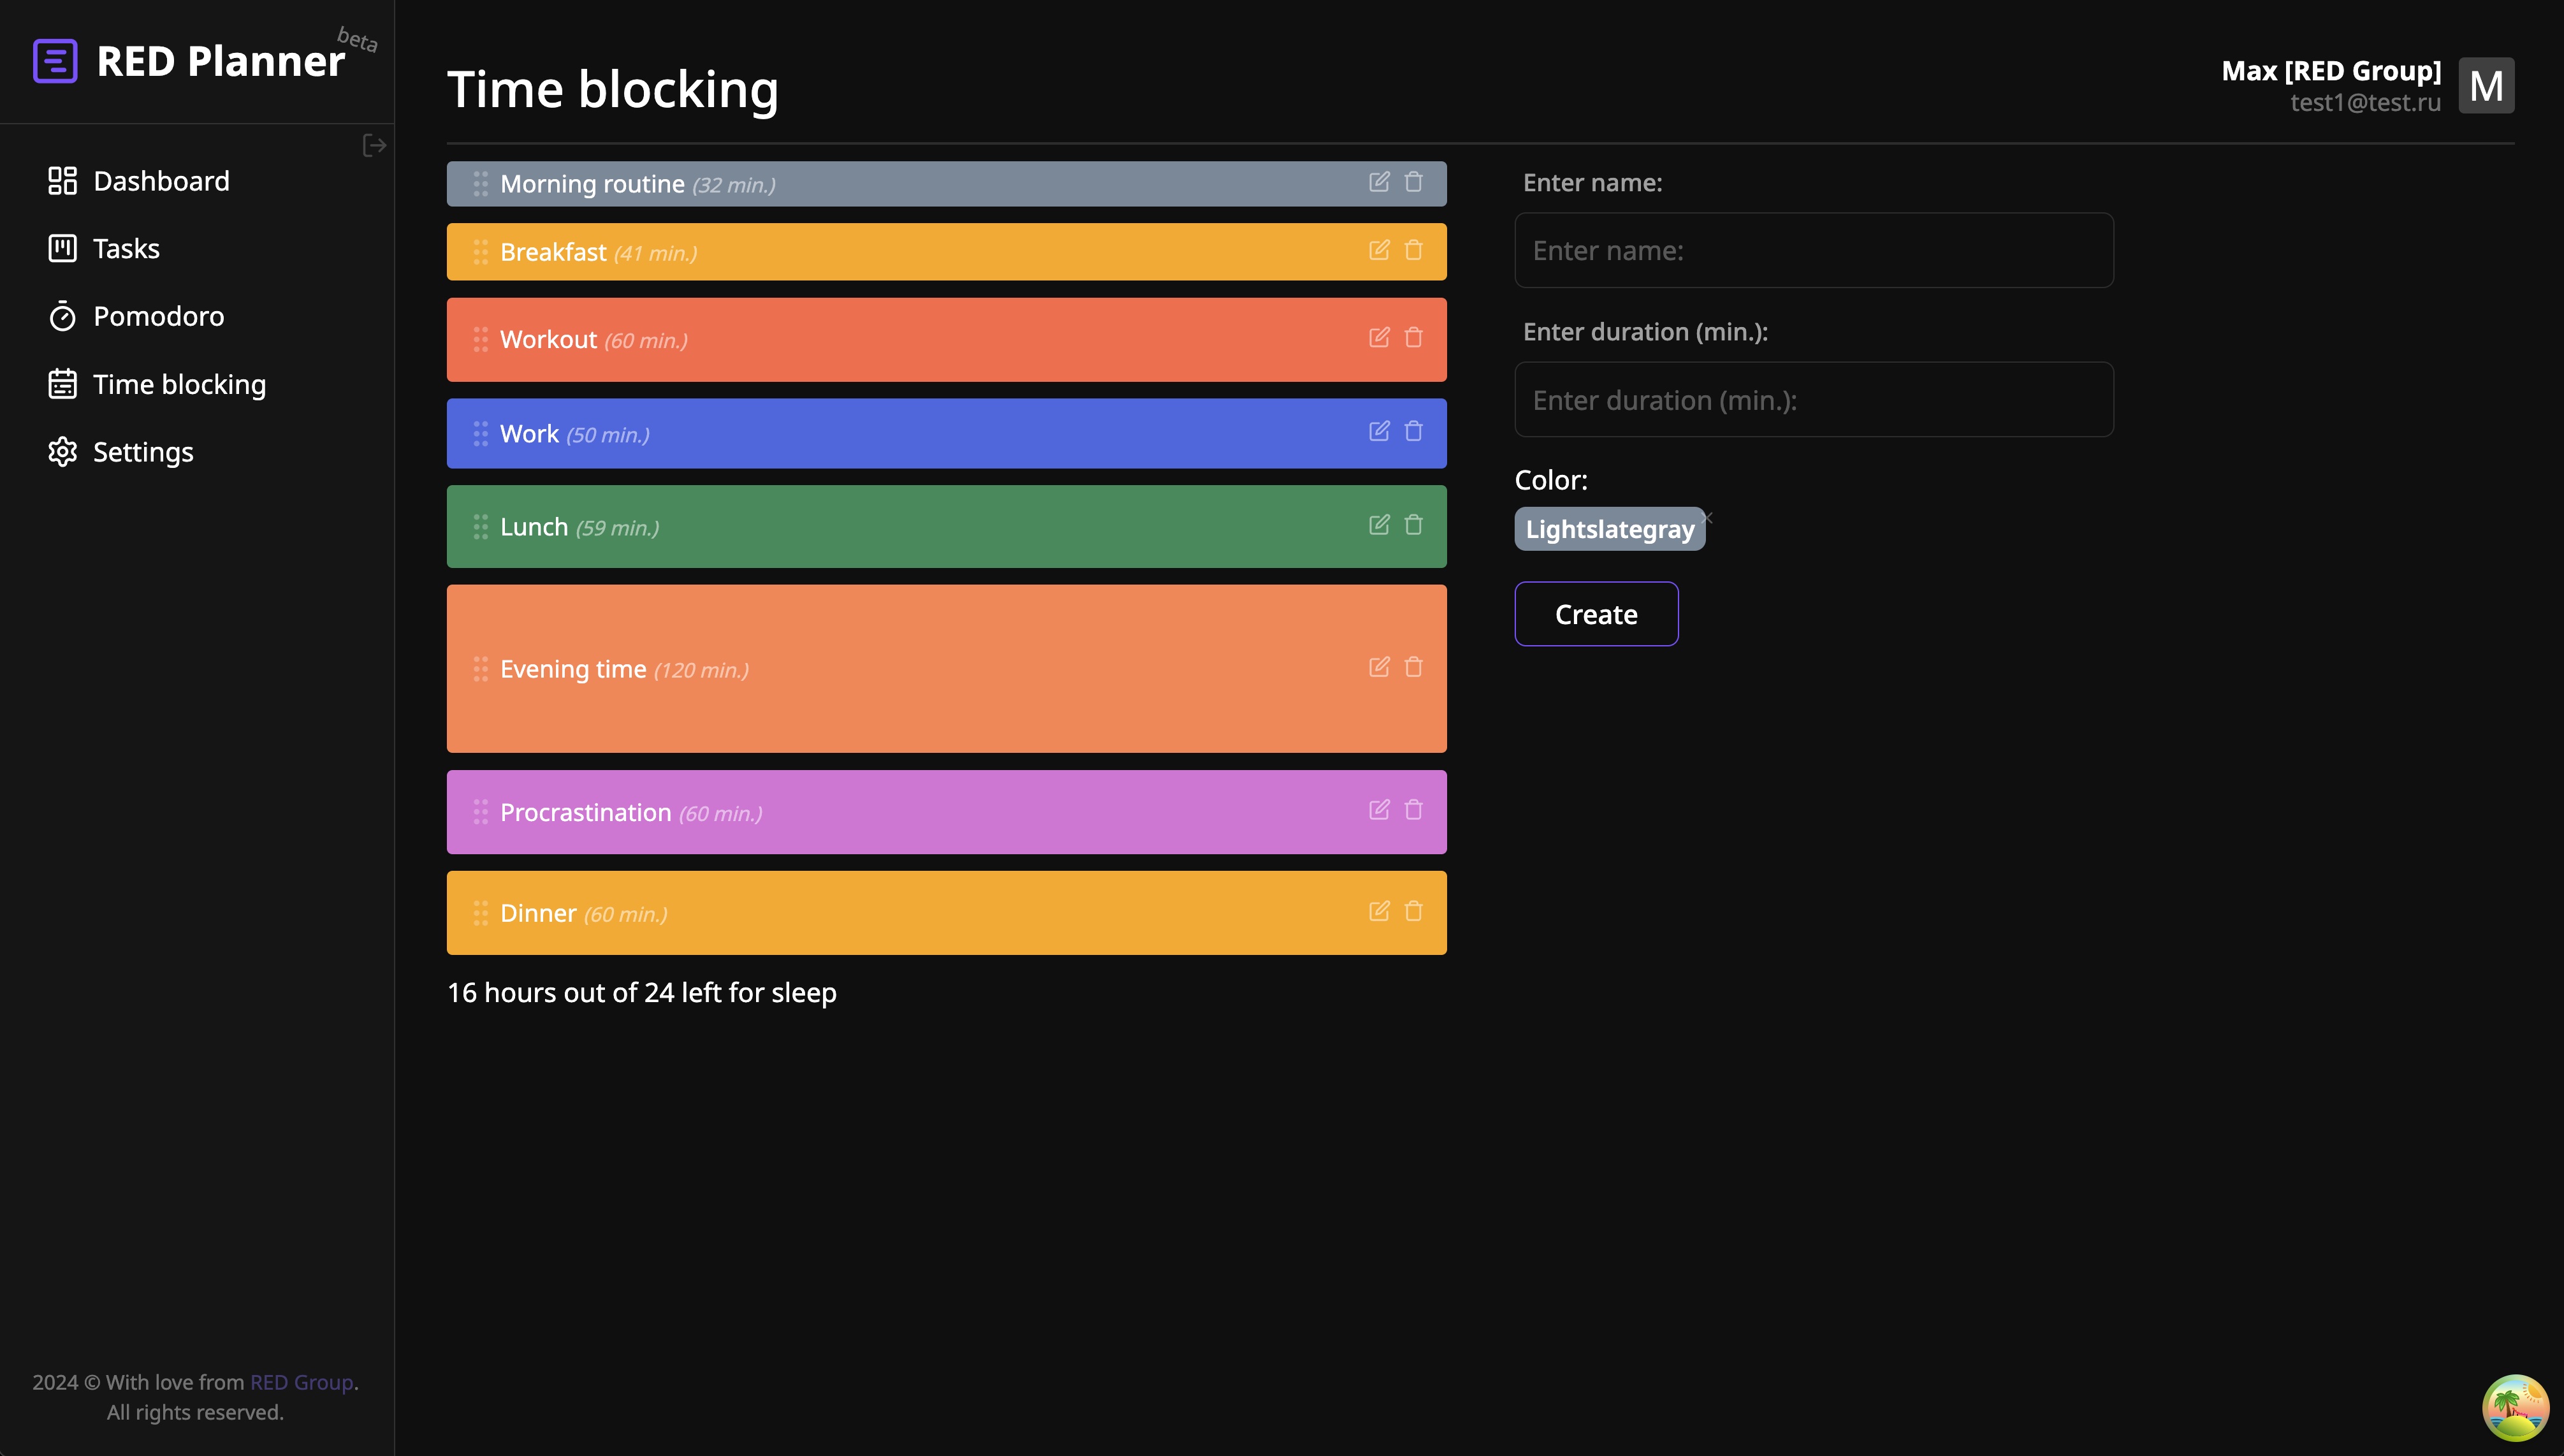 RED Planner beta
Dashboard
Tasks
Pomodoro
Time blocking
Settings
2024 © With love from RED Group.
All rights reserved.
Time blocking
Max [RED Group]
test1@test.ru
M
Morning routine (32 min.)
Breakfast (41 min.)
Workout (60 min.)
Work (50 min.)
Lunch (59 min.)
Evening time (120 min.)
Procrastination (60 min.)
Dinner (60 min.)
16 hours out of 24 left for sleep
Enter name:
Enter name:
Enter duration (min.):
Enter duration (min.):
Color:
Lightslategray
Create